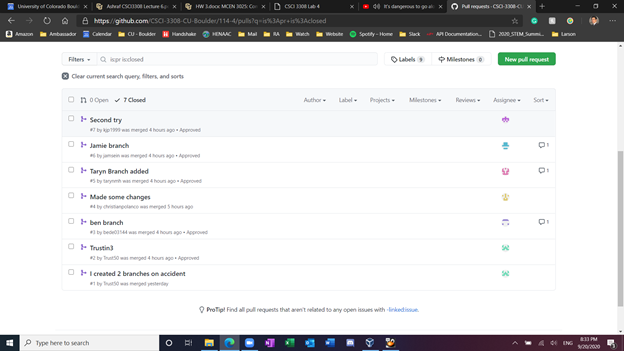 University of Colorado Bould
Ashraf CSCI3308 Lecture 6.p
HW 3.docx: MCEN 3025: Com
CSCI 3308 Lab 4
It's dangerous to go al
Pull requests · CSCI-3308-C
https://github.com/CSCI-3308-CU-Boulder/114-4/pulls?q=is%3Apr+is%3Aclosed
Amazon Ambassador Calendar CU - Boulder Handshake HENAAC Mail RA Watch Website Spotify – Home Slack API Documentation... 2020_STEM_Summi... Larson
Filters is:pr is:closed Labels 9 Milestones 0 New pull request
Clear current search query, filters, and sorts
0 Open 7 Closed Author Label Projects Milestones Reviews Assignee Sort
Second try
#7 by kjp1999 was merged 4 hours ago • Approved
Jamie branch 1
#6 by jamsein was merged 4 hours ago • Approved
Taryn Branch added 1
#5 by tarynmh was merged 4 hours ago • Approved
Made some changes
#4 by christianpolanco was merged 5 hours ago
ben branch 1
#3 by bede03144 was merged 4 hours ago • Approved
Trustin3
#2 by Trust50 was merged 4 hours ago • Approved
I created 2 branches on accident
#1 by Trust50 was merged yesterday
ProTip! Find all pull requests that aren't related to any open issues with -linked:issue.
Type here to search
ENG
8:33 PM
9/20/2020